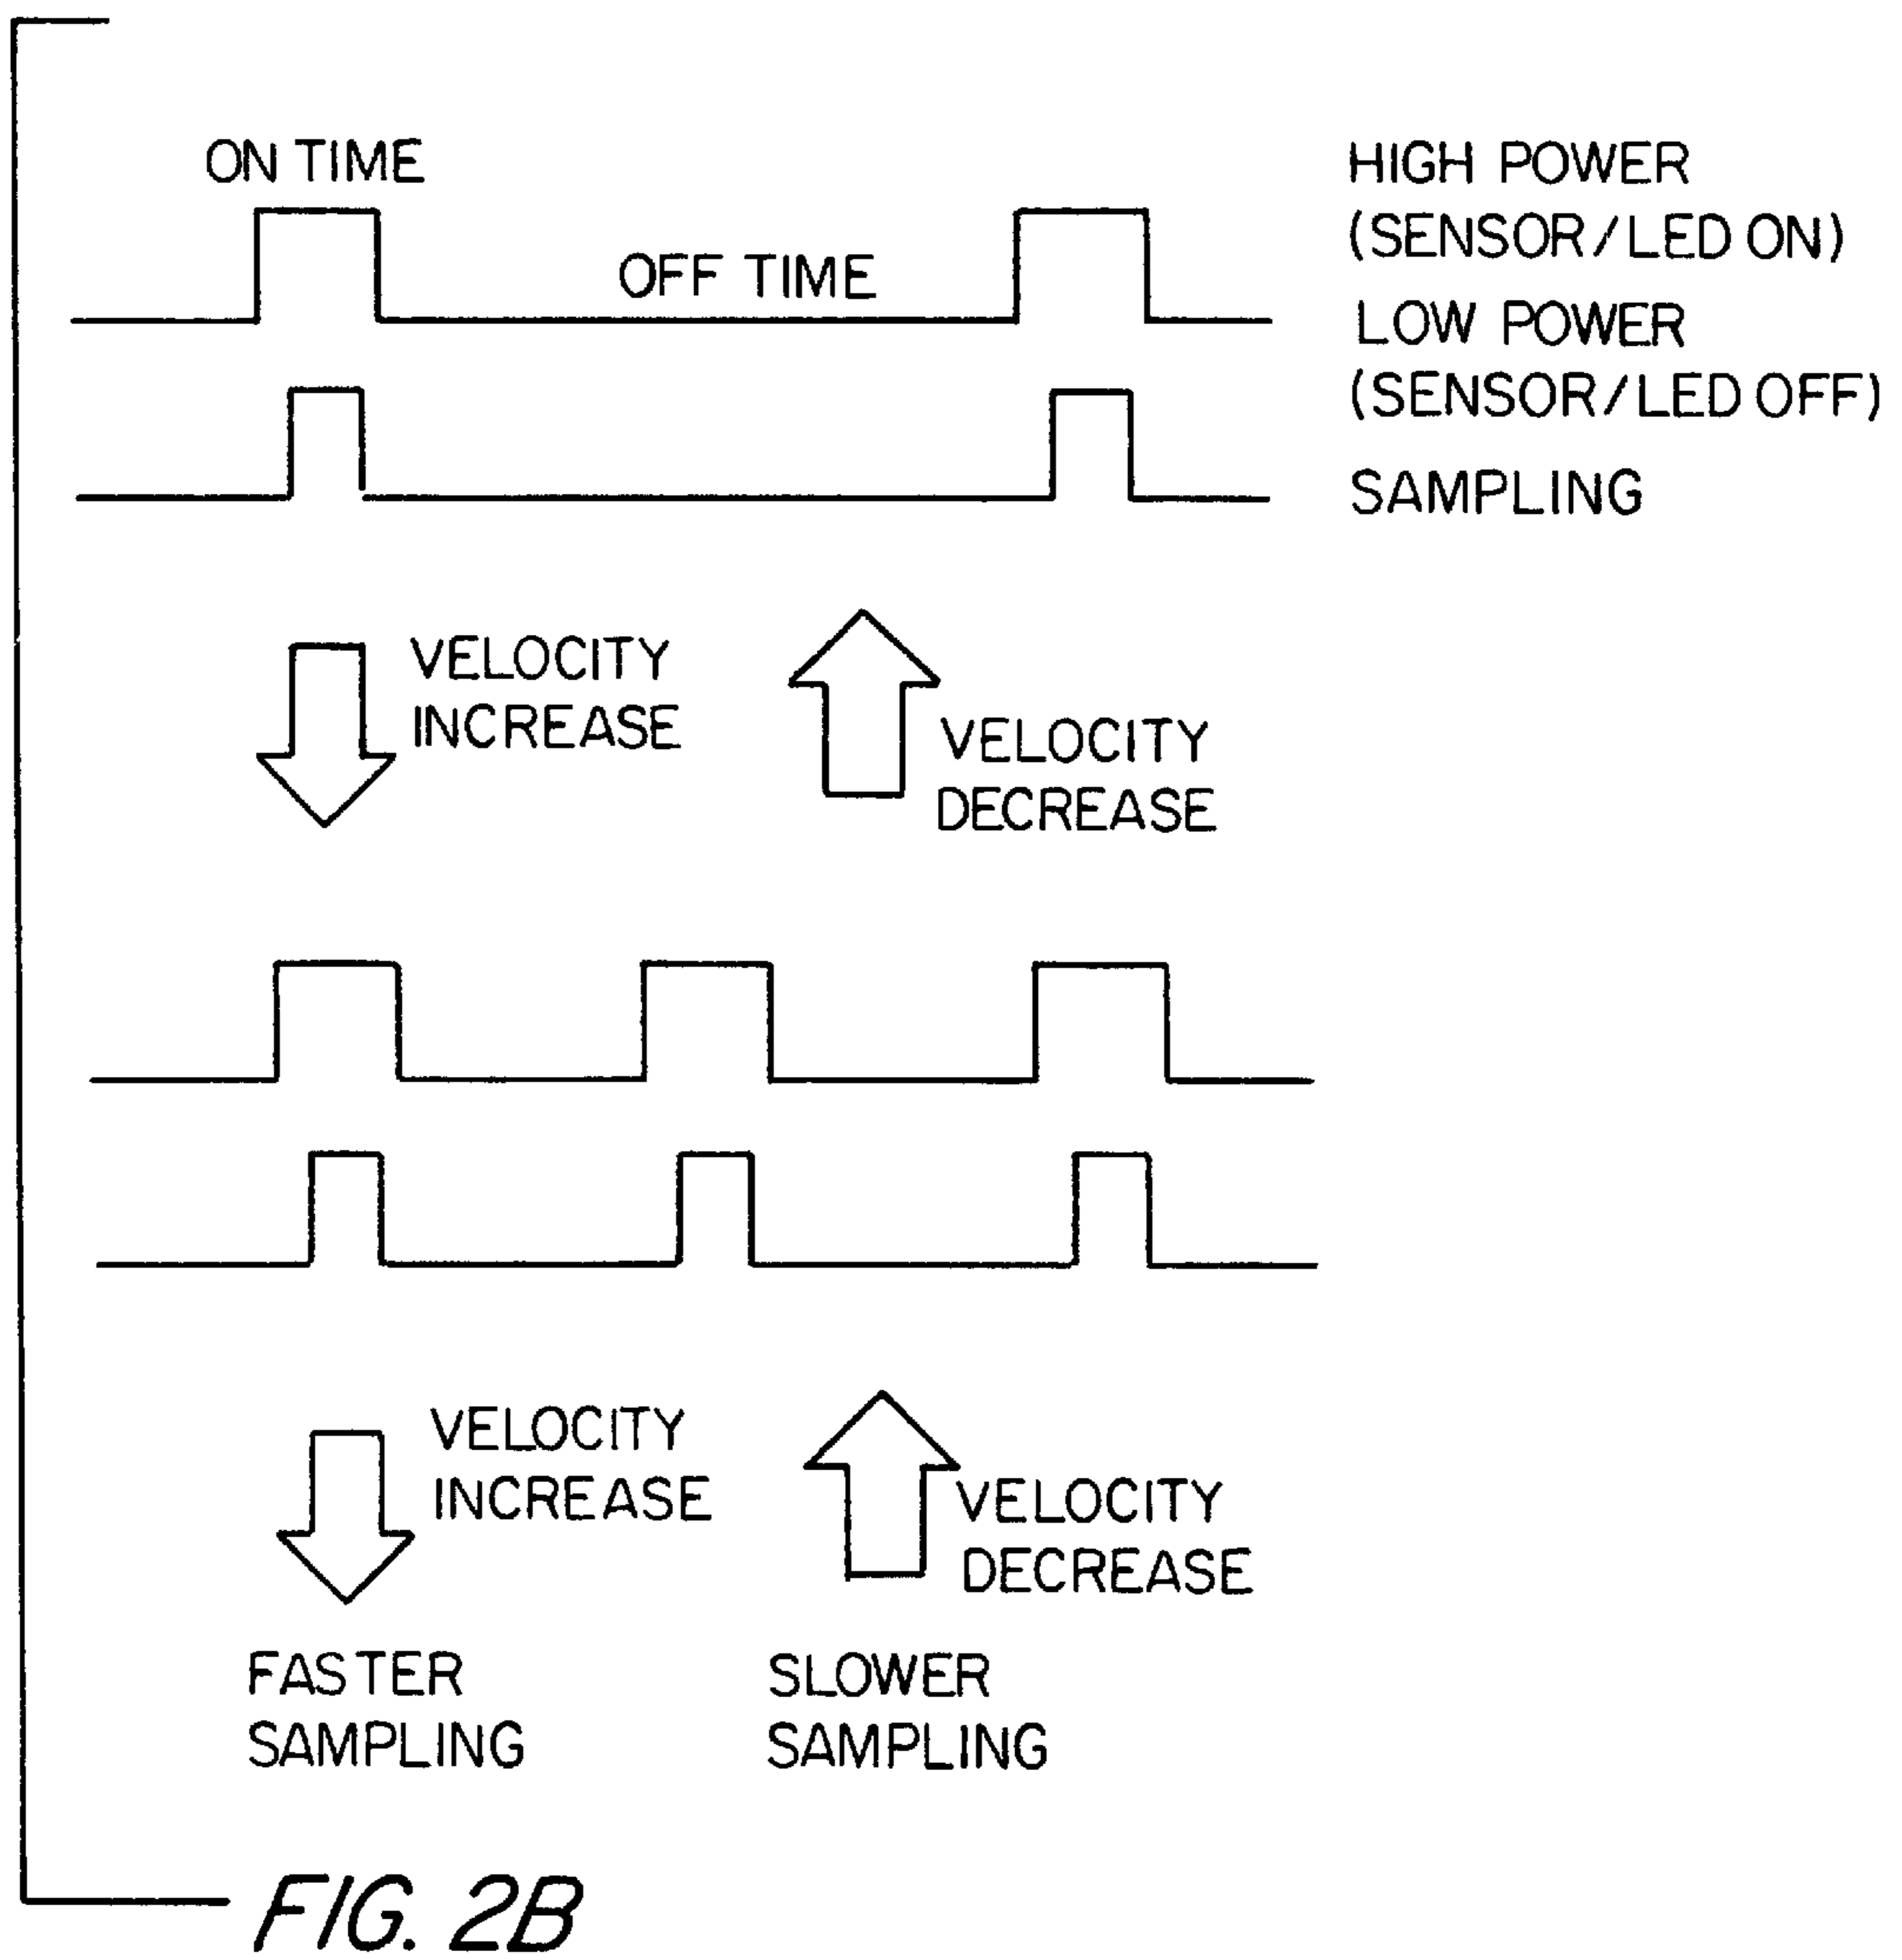 ON TIME
HIGH POWER
(SENSOR/LED ON)
OFF TIME
LOW POWER
(SENSOR/LED OFF)
SAMPLING
VELOCITY
INCREASE
VELOCITY
DECREASE
VELOCITY
INCREASE
VELOCITY
DECREASE
FASTER
SAMPLING
SLOWER
SAMPLING
FIG. 2B